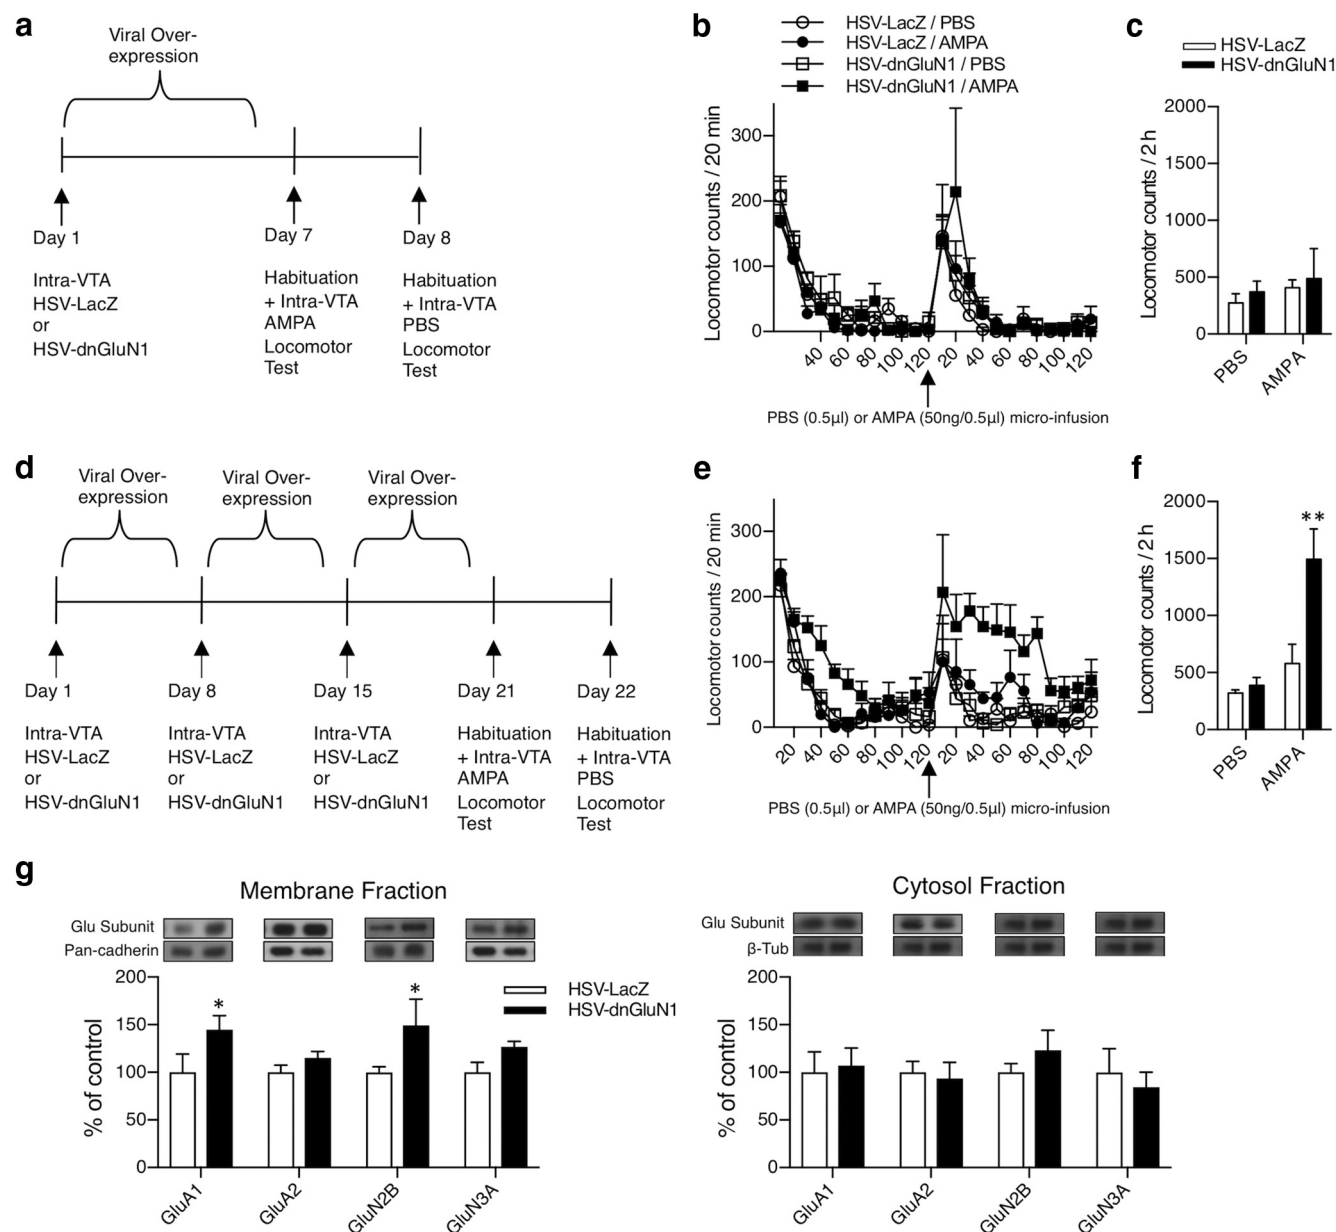 a
Viral Over-
expression
Day 1
Day 7
Day 8
Intra-VTA
HSV-LacZ
or
HSV-dnGluN1
Habituation
+ Intra-VTA
AMPA
Locomotor
Test
Habituation
+ Intra-VTA
PBS
Locomotor
Test
b
HSV-LacZ / PBS
HSV-LacZ / AMPA
HSV-dnGluN1 / PBS
HSV-dnGluN1 / AMPA
Locomotor counts / 20 min
300
200
100
0
40 60 80 100 120 20 40 60 80 100 120
PBS (0.5µl) or AMPA (50ng/0.5µl) micro-infusion
c
HSV-LacZ
HSV-dnGluN1
Locomotor counts / 2 h
2000
1500
1000
500
0
PBS AMPA
d
Viral Over-
expression
Viral Over-
expression
Viral Over-
expression
Day 1
Day 8
Day 15
Day 21
Day 22
Intra-VTA
HSV-LacZ
or
HSV-dnGluN1
Intra-VTA
HSV-LacZ
or
HSV-dnGluN1
Intra-VTA
HSV-LacZ
or
HSV-dnGluN1
Habituation
+ Intra-VTA
AMPA
Locomotor
Test
Habituation
+ Intra-VTA
PBS
Locomotor
Test
e
Locomotor counts / 20 min
300
200
100
0
20 40 60 80 100 120 20 40 60 80 100 120
PBS (0.5µl) or AMPA (50ng/0.5µl) micro-infusion
f
Locomotor counts / 2 h
2000
1500
1000
500
0
**
PBS AMPA
g
Membrane Fraction
Glu Subunit
Pan-cadherin
% of control
200
150
100
50
0
*
*
HSV-LacZ
HSV-dnGluN1
GluA1 GluA2 GluN2B GluN3A
Cytosol Fraction
Glu Subunit
β-Tub
% of control
200
150
100
50
0
GluA1 GluA2 GluN2B GluN3A